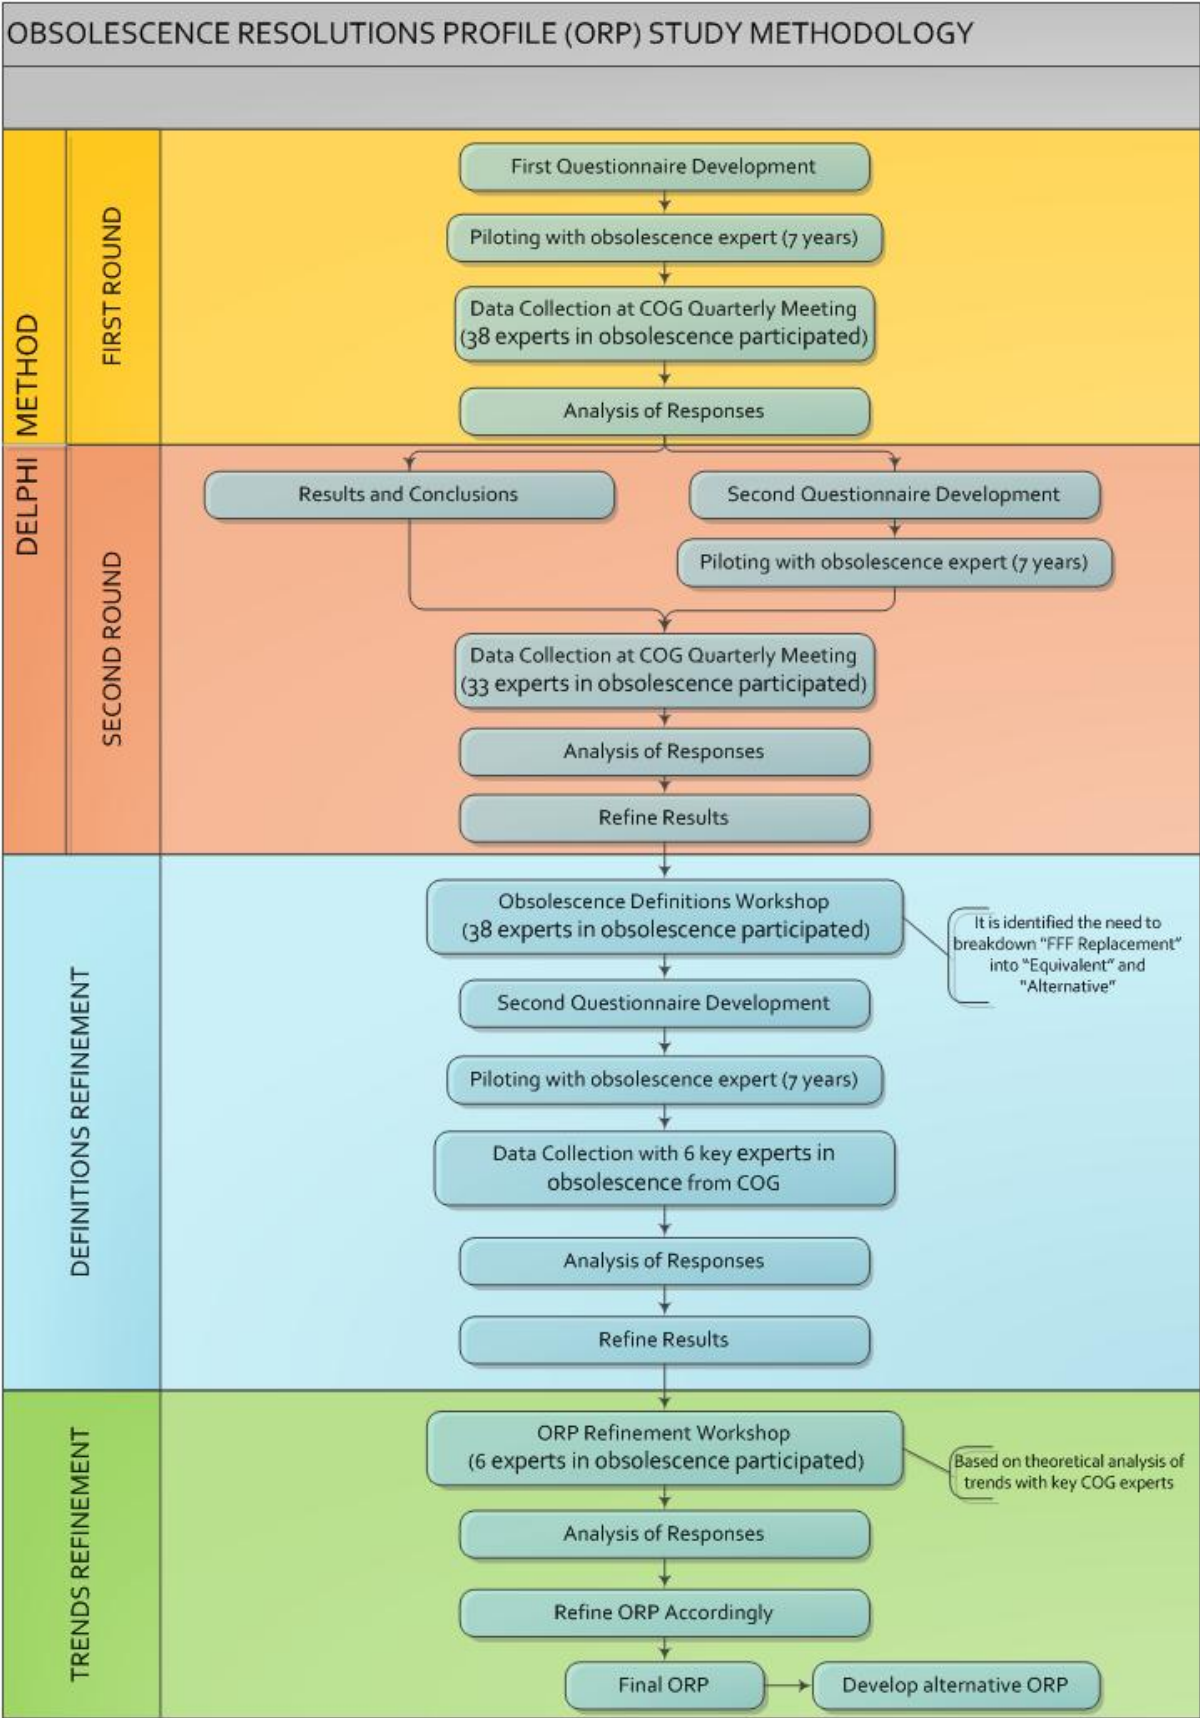 OBSOLESCENCE RESOLUTIONS PROFILE (ORP) STUDY METHODOLOGY
DELPHI METHOD
FIRST ROUND
First Questionnaire Development
Piloting with obsolescence expert (7 years)
Data Collection at COG Quarterly Meeting
(38 experts in obsolescence participated)
Analysis of Responses
SECOND ROUND
Results and Conclusions
Second Questionnaire Development
Piloting with obsolescence expert (7 years)
Data Collection at COG Quarterly Meeting
(33 experts in obsolescence participated)
Analysis of Responses
Refine Results
DEFINITIONS REFINEMENT
Obsolescence Definitions Workshop
(38 experts in obsolescence participated)
It is identified the need to
breakdown "FFF Replacement"
into "Equivalent" and
"Alternative"
Second Questionnaire Development
Piloting with obsolescence expert (7 years)
Data Collection with 6 key experts in
obsolescence from COG
Analysis of Responses
Refine Results
TRENDS REFINEMENT
ORP Refinement Workshop
(6 experts in obsolescence participated)
Based on theoretical analysis of
trends with key COG experts
Analysis of Responses
Refine ORP Accordingly
Final ORP
Develop alternative ORP